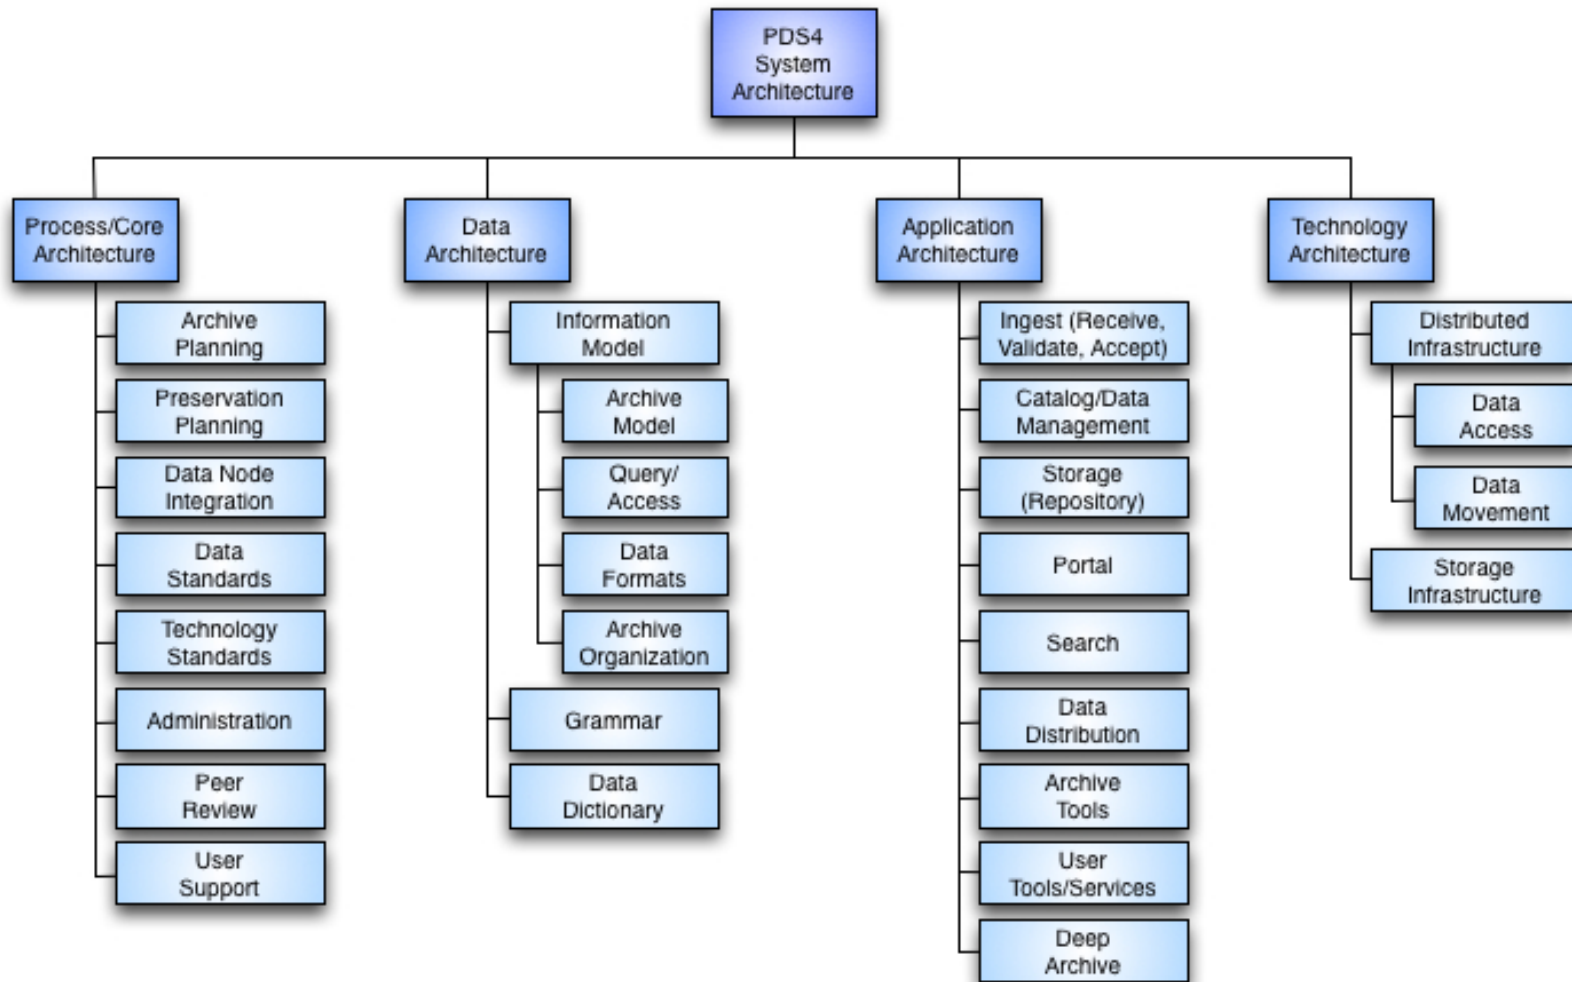 PDS4
System
Architecture
Process/Core
Architecture
Archive
Planning
Preservation
Planning
Data Node
Integration
Data
Standards
Technology
Standards
Administration
Peer
Review
User
Support
Data
Architecture
Information
Model
Archive
Model
Query/
Access
Data
Formats
Archive
Organization
Grammar
Data
Dictionary
Application
Architecture
Ingest (Receive,
Validate, Accept)
Catalog/Data
Management
Storage
(Repository)
Portal
Search
Data
Distribution
Archive
Tools
User
Tools/Services
Deep
Archive
Technology
Architecture
Distributed
Infrastructure
Data
Access
Data
Movement
Storage
Infrastructure